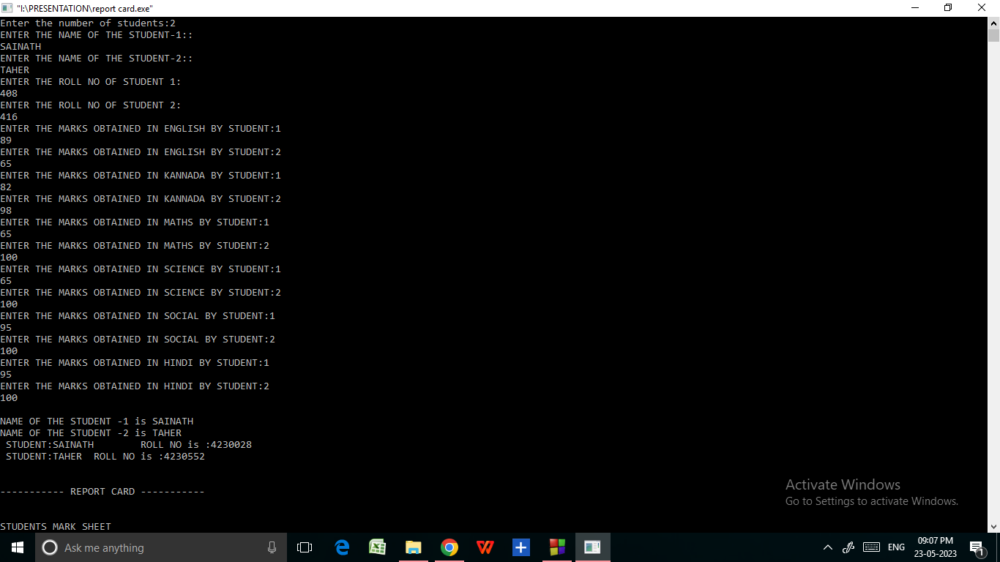 "I:\PRESENTATION\report card.exe"
Enter the number of students:2
ENTER THE NAME OF THE STUDENT-1::
SAINATH
ENTER THE NAME OF THE STUDENT-2::
TAHER
ENTER THE ROLL NO OF STUDENT 1:
408
ENTER THE ROLL NO OF STUDENT 2:
416
ENTER THE MARKS OBTAINED IN ENGLISH BY STUDENT:1
89
ENTER THE MARKS OBTAINED IN ENGLISH BY STUDENT:2
65
ENTER THE MARKS OBTAINED IN KANNADA BY STUDENT:1
82
ENTER THE MARKS OBTAINED IN KANNADA BY STUDENT:2
98
ENTER THE MARKS OBTAINED IN MATHS BY STUDENT:1
65
ENTER THE MARKS OBTAINED IN MATHS BY STUDENT:2
100
ENTER THE MARKS OBTAINED IN SCIENCE BY STUDENT:1
65
ENTER THE MARKS OBTAINED IN SCIENCE BY STUDENT:2
100
ENTER THE MARKS OBTAINED IN SOCIAL BY STUDENT:1
95
ENTER THE MARKS OBTAINED IN SOCIAL BY STUDENT:2
100
ENTER THE MARKS OBTAINED IN HINDI BY STUDENT:1
95
ENTER THE MARKS OBTAINED IN HINDI BY STUDENT:2
100
NAME OF THE STUDENT -1 is SAINATH
NAME OF THE STUDENT -2 is TAHER
STUDENT:SAINATH        ROLL NO is :4230028
STUDENT:TAHER  ROLL NO is :4230552
----------- REPORT CARD -----------
STUDENTS MARK SHEET
Activate Windows
Go to Settings to activate Windows.
Ask me anything
ENG
09:07 PM
23-05-2023
1